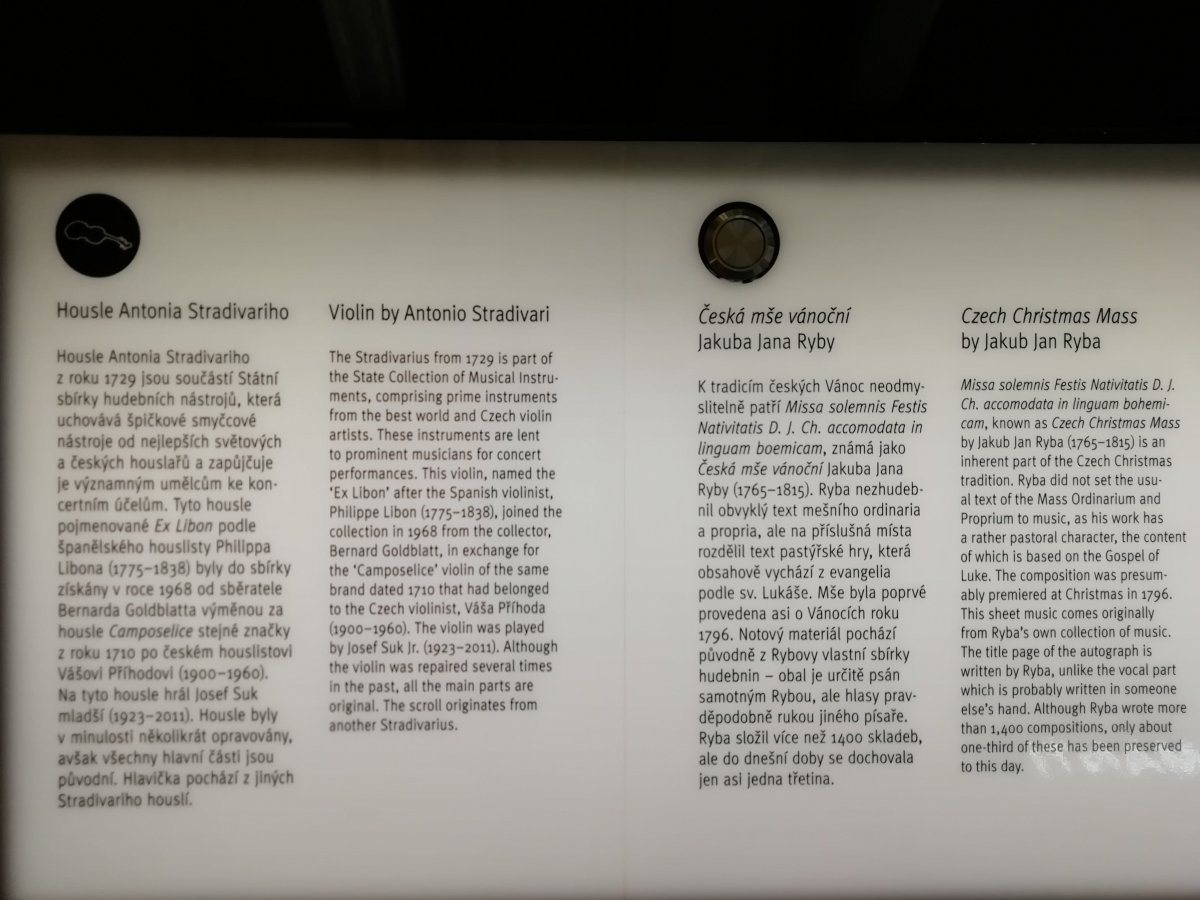 Housle Antonia Stradivariho
Housle Antonia Stradivariho
z roku 1729 jsou součástí Státní
sbírky hudebních nástrojů, která
uchovává špičkové smyčcové
nástroje od nejlepších světových
a českých houslařů a zapůjčuje
je významným umělcům ke kon-
certním účelům. Tyto housle
pojmenované Ex Libon podle
španělského houslisty Philippa
Libona (1775–1838) byly do sbírky
získány v roce 1968 od sběratele
Bernarda Goldblatta výměnou za
housle Camposelice stejné značky
z roku 1710 po českém houslistovi
Vášovi Příhodovi (1900–1960).
Na tyto housle hrál Josef Suk
mladší (1923–2011). Housle byly
v minulosti několikrát opravovány,
avšak všechny hlavní části jsou
původní. Hlavička pochází z jiných
Stradivariho houslí.
Violin by Antonio Stradivari
The Stradivarius from 1729 is part of
the State Collection of Musical Instru-
ments, comprising prime instruments
from the best world and Czech violin
artists. These instruments are lent
to prominent musicians for concert
performances. This violin, named the
‘Ex Libon’ after the Spanish violinist,
Philippe Libon (1775–1838), joined the
collection in 1968 from the collector,
Bernard Goldblatt, in exchange for
the ‘Camposelice’ violin of the same
brand dated 1710 that had belonged
to the Czech violinist, Váša Příhoda
(1900–1960). The violin was played
by Josef Suk Jr. (1923–2011). Although
the violin was repaired several times
in the past, all the main parts are
original. The scroll originates from
another Stradivarius.
Česká mše vánoční
Jakuba Jana Ryby
K tradicím českých Vánoc neodmy-
slitelně patří Missa solemnis Festis
Nativitatis D. J. Ch. accomodata in
linguam boemicam, známá jako
Česká mše vánoční Jakuba Jana
Ryby (1765–1815). Ryba nezhudeb-
nil obvyklý text mešního ordinaria
a propria, ale na příslušná místa
rozdělil text pastýřské hry, která
obsahově vychází z evangelia
podle sv. Lukáše. Mše byla poprvé
provedena asi o Vánocích roku
1796. Notový materiál pochází
původně z Rybovy vlastní sbírky
hudebnin – obal je určitě psán
samotným Rybou, ale hlasy prav-
děpodobně rukou jiného písaře.
Ryba složil více než 1400 skladeb,
ale do dnešní doby se dochovala
jen asi jedna třetina.
Czech Christmas Mass
by Jakub Jan Ryba
Missa solemnis Festis Nativitatis D. J.
Ch. accomodata in linguam bohemi-
cam, known as Czech Christmas Mass
by Jakub Jan Ryba (1765–1815) is an
inherent part of the Czech Christmas
tradition. Ryba did not set the usu-
al text of the Mass Ordinarium and
Proprium to music, as his work has
a rather pastoral character, the content
of which is based on the Gospel of
Luke. The composition was presum-
ably premiered at Christmas in 1796.
This sheet music comes originally
from Ryba’s own collection of music.
The title page of the autograph is
written by Ryba, unlike the vocal part
which is probably written in someone
else’s hand. Although Ryba wrote more
than 1,400 compositions, only about
one-third of these has been preserved
to this day.